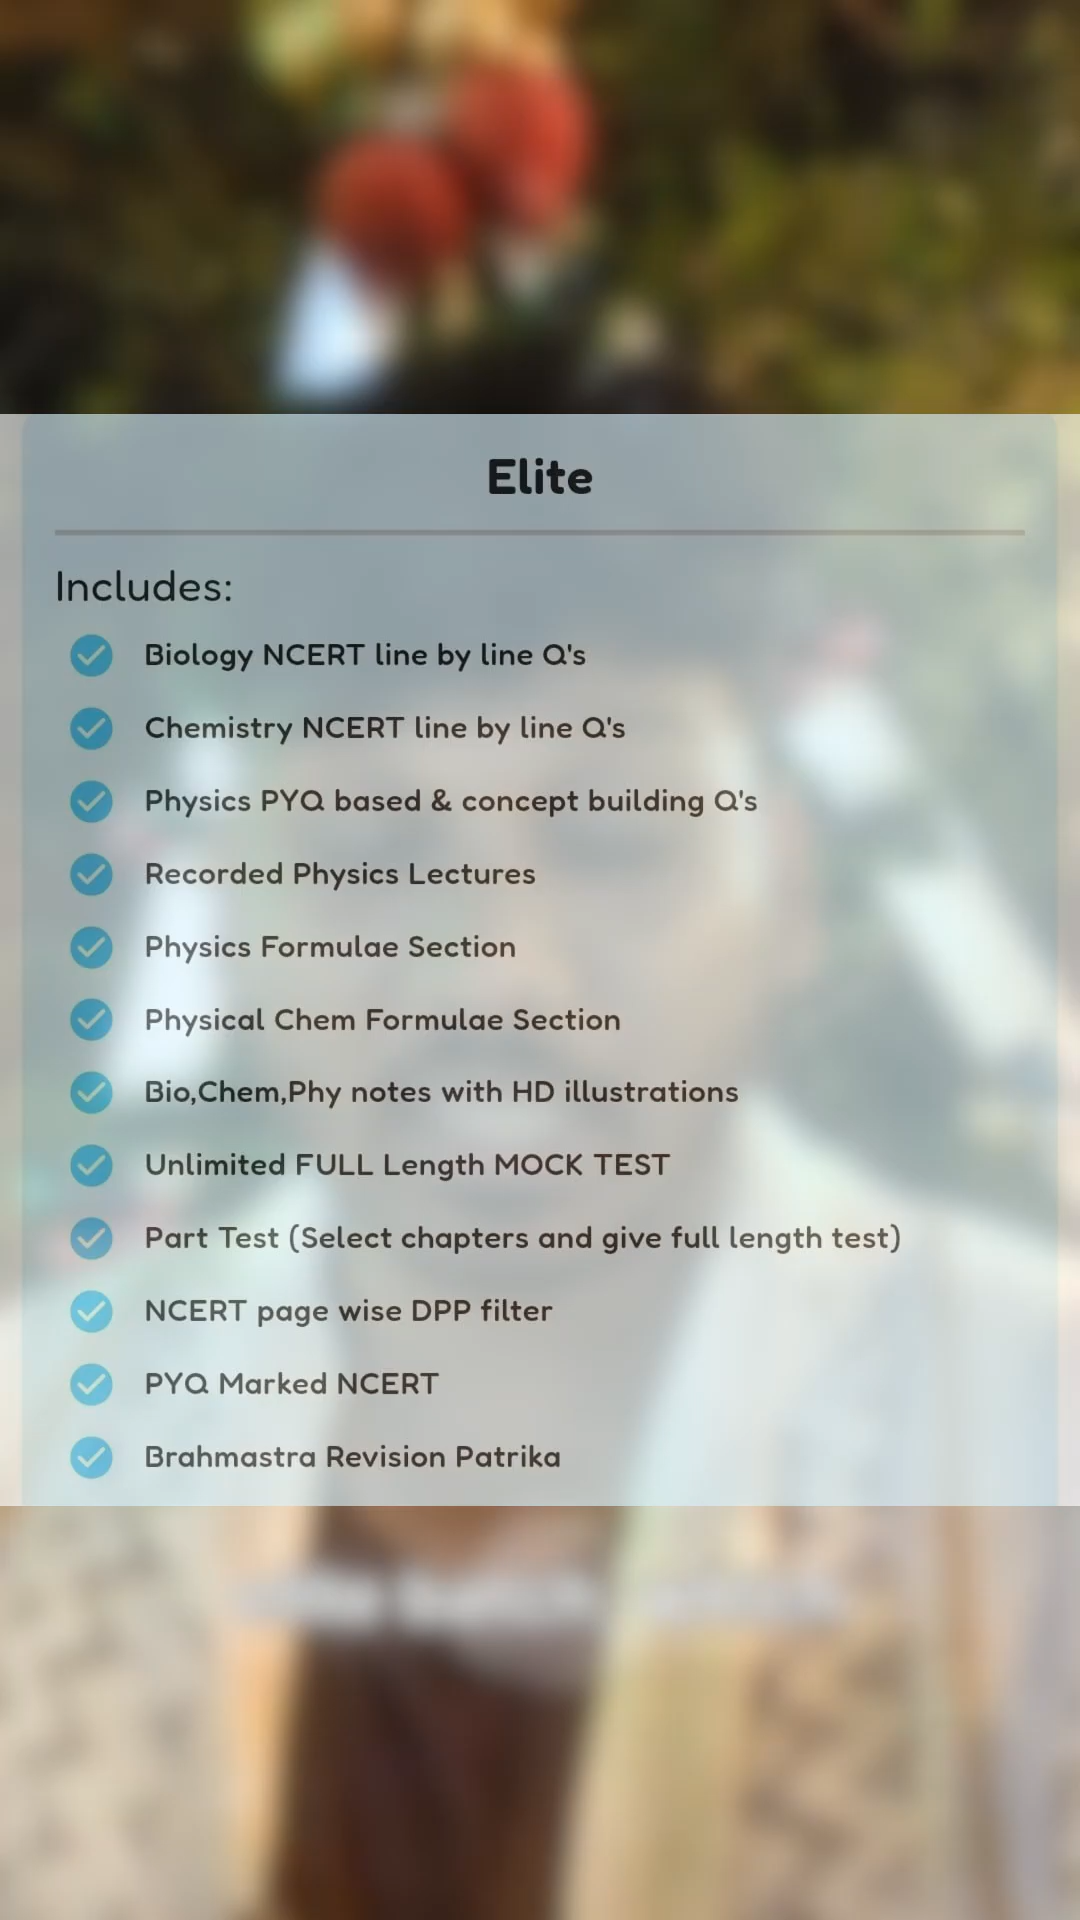 Elite
Includes:
Biology NCERT line by line Q's
Chemistry NCERT line by line Q's
Physics PYQ based & concept building Q's
Recorded Physics Lectures
Physics Formulae Section
Physical Chem Formulae Section
Bio,Chem,Phy notes with HD illustrations
Unlimited FULL Length MOCK TEST
Part Test (Select chapters and give full length test)
NCERT page wise DPP filter
PYQ Marked NCERT
Brahmastra Revision Patrika